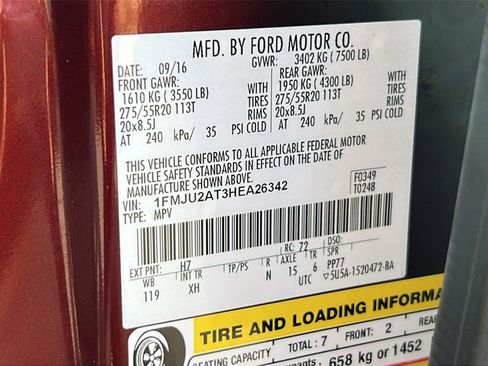 MFD. BY FORD MOTOR CO.
DATE: 09/16 GVWR: 3402 KG ( 7500 LB)
FRONT GAWR: REAR GAWR:
1610 KG ( 3550 LB) WITH 1950 KG ( 4300 LB) WITH
275/55R20 113T TIRES 275/55R20 113T TIRES
20x8.5J RIMS 20x8.5J RIMS
AT 240 kPa/ 35 PSI COLD AT 240 kPa/ 35 PSI COLD
THIS VEHICLE CONFORMS TO ALL APPLICABLE FEDERAL MOTOR
VEHICLE SAFETY STANDARDS IN EFFECT ON THE DATE OF
MANUFACTURE SHOWN ABOVE.
VIN: 1FMJU2AT3HEA26342 F0349
TYPE: MPV T0248
EXT PNT: H7 RC: 72 DSO:
WB INT TR TP/PS R AXLE TR SPR
119 XH N 15 6 PP77
UTC ▽5U5A-1520472-BA
TIRE AND LOADING INFORMA
SEATING CAPACITY TOTAL: 7 FRONT: 2 REAR
pants 658 kg or 1452